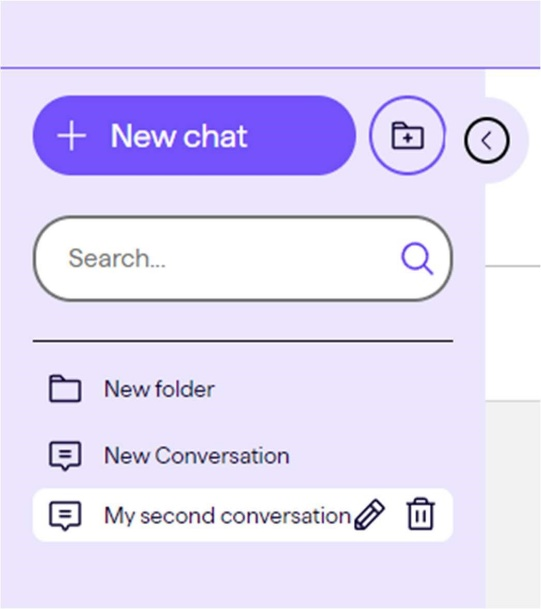 New chat
Search...
New folder
New Conversation
My second conversation